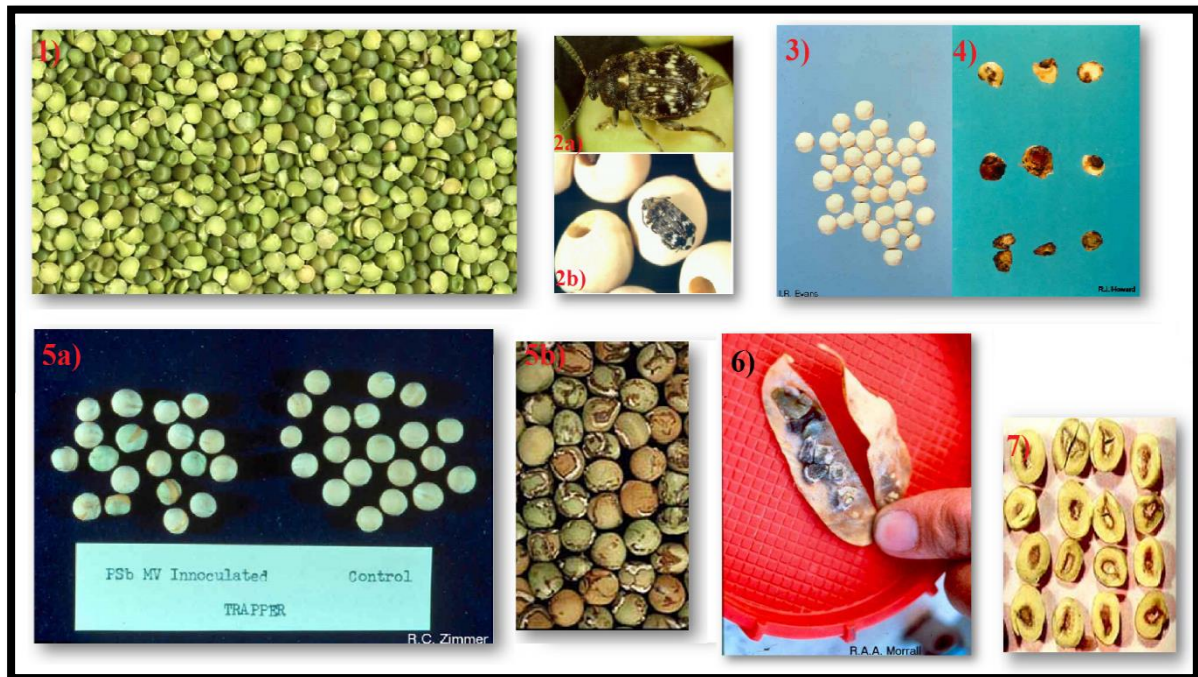 1)
2a)
2b)
3)
4)
I.R. Evans
R.J. Howard
5a)
PSb MV Innoculated Control
TRAPPER
R.C. Zimmer
5b)
6)
R.A.A. Morrall
7)